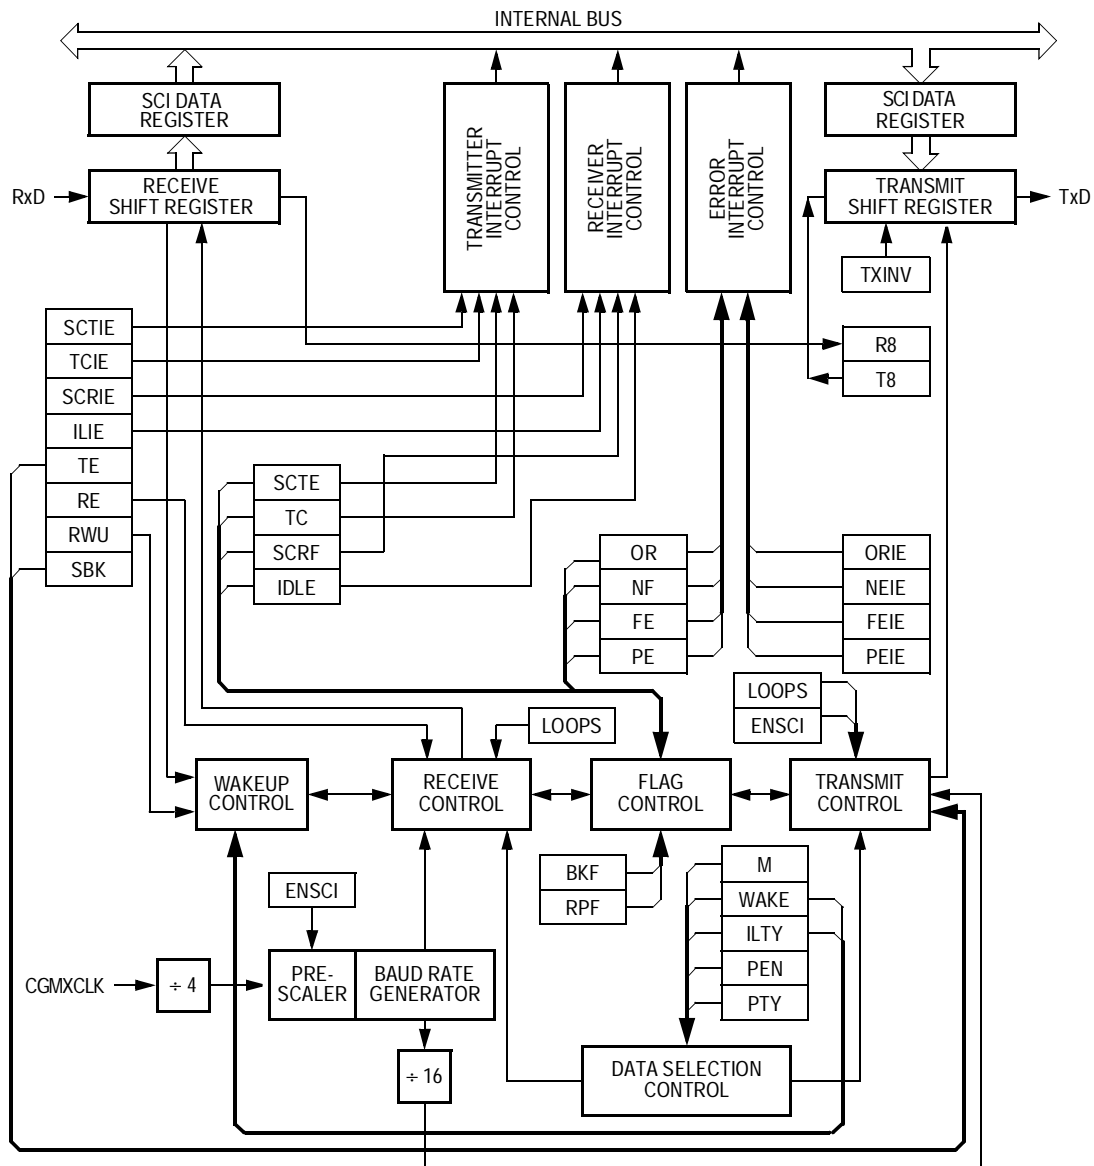 INTERNAL BUS
SCI DATA
REGISTER
SCI DATA
REGISTER
TRANSMITTER
INTERRUPT
CONTROL
RECEIVER
INTERRUPT
CONTROL
ERROR
INTERRUPT
CONTROL
RxD
RECEIVE
SHIFT REGISTER
TRANSMIT
SHIFT REGISTER
TxD
TXINV
SCTIE
TCIE
SCRIE
ILIE
TE
RE
RWU
SBK
R8
T8
SCTE
TC
SCRF
IDLE
OR
NF
FE
PE
ORIE
NEIE
FEIE
PEIE
LOOPS
ENSCI
LOOPS
WAKEUP
CONTROL
RECEIVE
CONTROL
FLAG
CONTROL
TRANSMIT
CONTROL
BKF
RPF
M
WAKE
ILTY
PEN
PTY
ENSCI
CGMXCLK
÷ 4
PRE-
SCALER
BAUD RATE
GENERATOR
÷ 16
DATA SELECTION
CONTROL